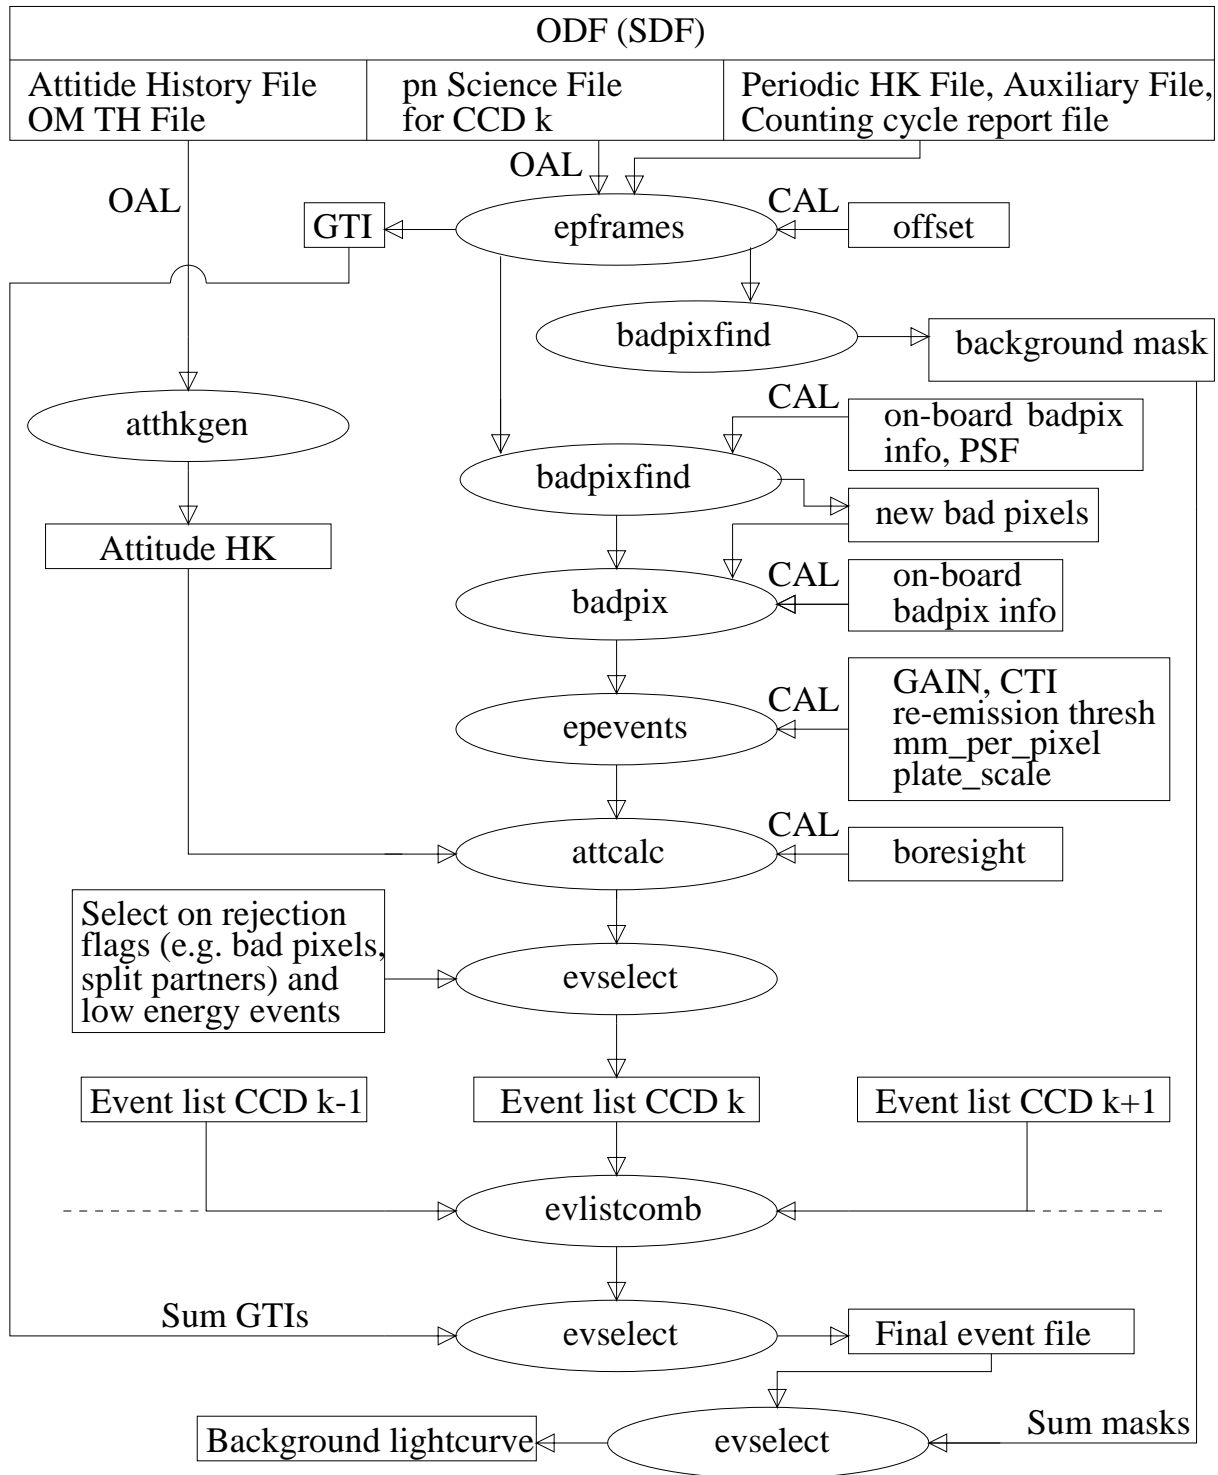 ODF (SDF)
Attitide History File
OM TH File
pn Science File
for CCD k
Periodic HK File, Auxiliary File,
Counting cycle report file
OAL
OAL
CAL
GTI
epframes
offset
badpixfind
background mask
atthkgen
CAL
on-board badpix
info, PSF
badpixfind
new bad pixels
Attitude HK
CAL
on-board
badpix info
badpix
GAIN, CTI
re-emission thresh
mm_per_pixel
plate_scale
CAL
epevents
CAL
attcalc
boresight
Select on rejection
flags (e.g. bad pixels,
split partners) and
low energy events
evselect
Event list CCD k-1
Event list CCD k
Event list CCD k+1
evlistcomb
Sum GTIs
evselect
Final event file
Sum masks
Background lightcurve
evselect